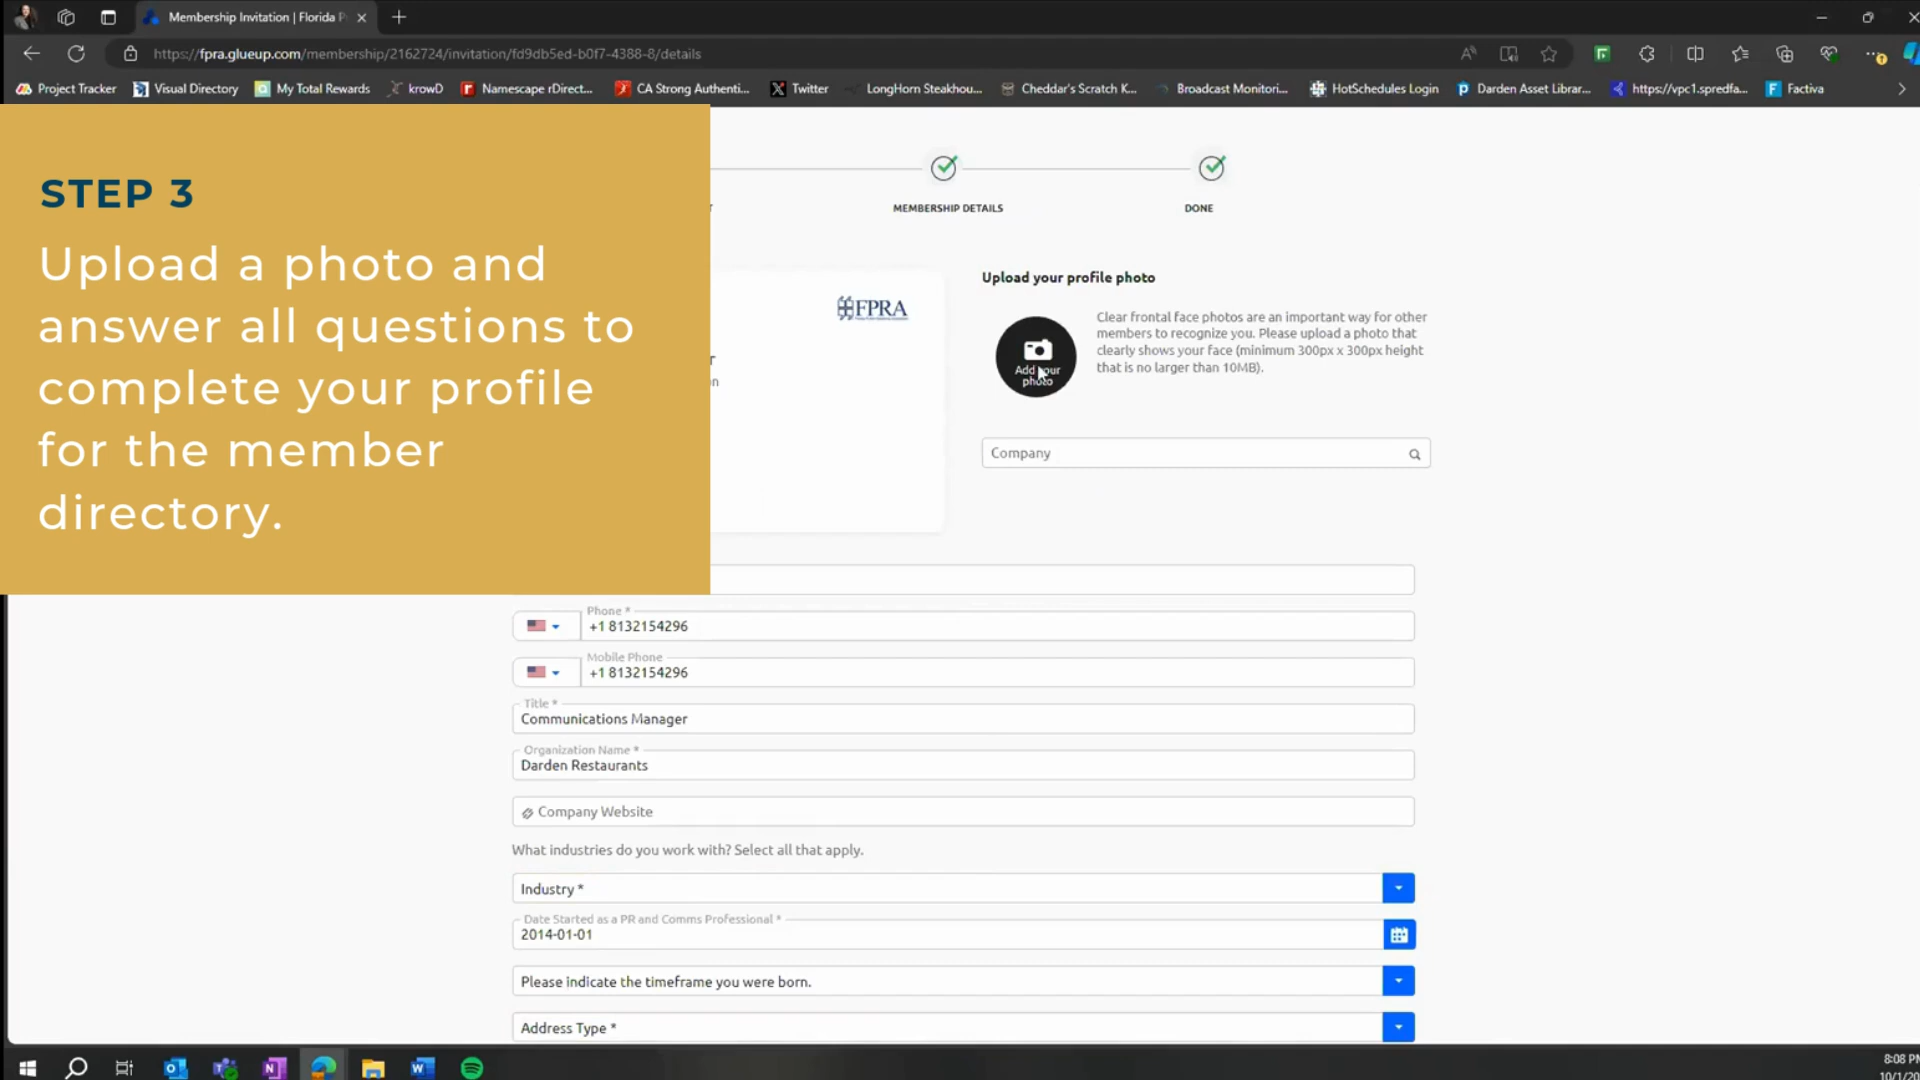 Membership Invitation | Florida P
https://fpra.glueup.com/membership/2162724/invitation/fd9db5ed-b0f7-4388-8/details
Project Tracker
Visual Directory
My Total Rewards
krowD
Namescape rDirect...
CA Strong Authenti...
Twitter
LongHorn Steakhou...
Cheddar's Scratch K...
Broadcast Monitori...
HotSchedules Login
Darden Asset Librar...
https://vpc1.spredfa...
Factiva
STEP 3
Upload a photo and
answer all questions to
complete your profile
for the member
directory.
MEMBERSHIP DETAILS
DONE
FPRA
Upload your profile photo
Clear frontal face photos are an important way for other
members to recognize you. Please upload a photo that
clearly shows your face (minimum 300px x 300px height
that is no larger than 10MB).
Add your
photo
Company
Phone *
+1 8132154296
Mobile Phone
+1 8132154296
Title *
Communications Manager
Organization Name *
Darden Restaurants
Company Website
What industries do you work with? Select all that apply.
Industry *
Date Started as a PR and Comms Professional *
2014-01-01
Please indicate the timeframe you were born.
Address Type *
8:08 PM
10/1/20